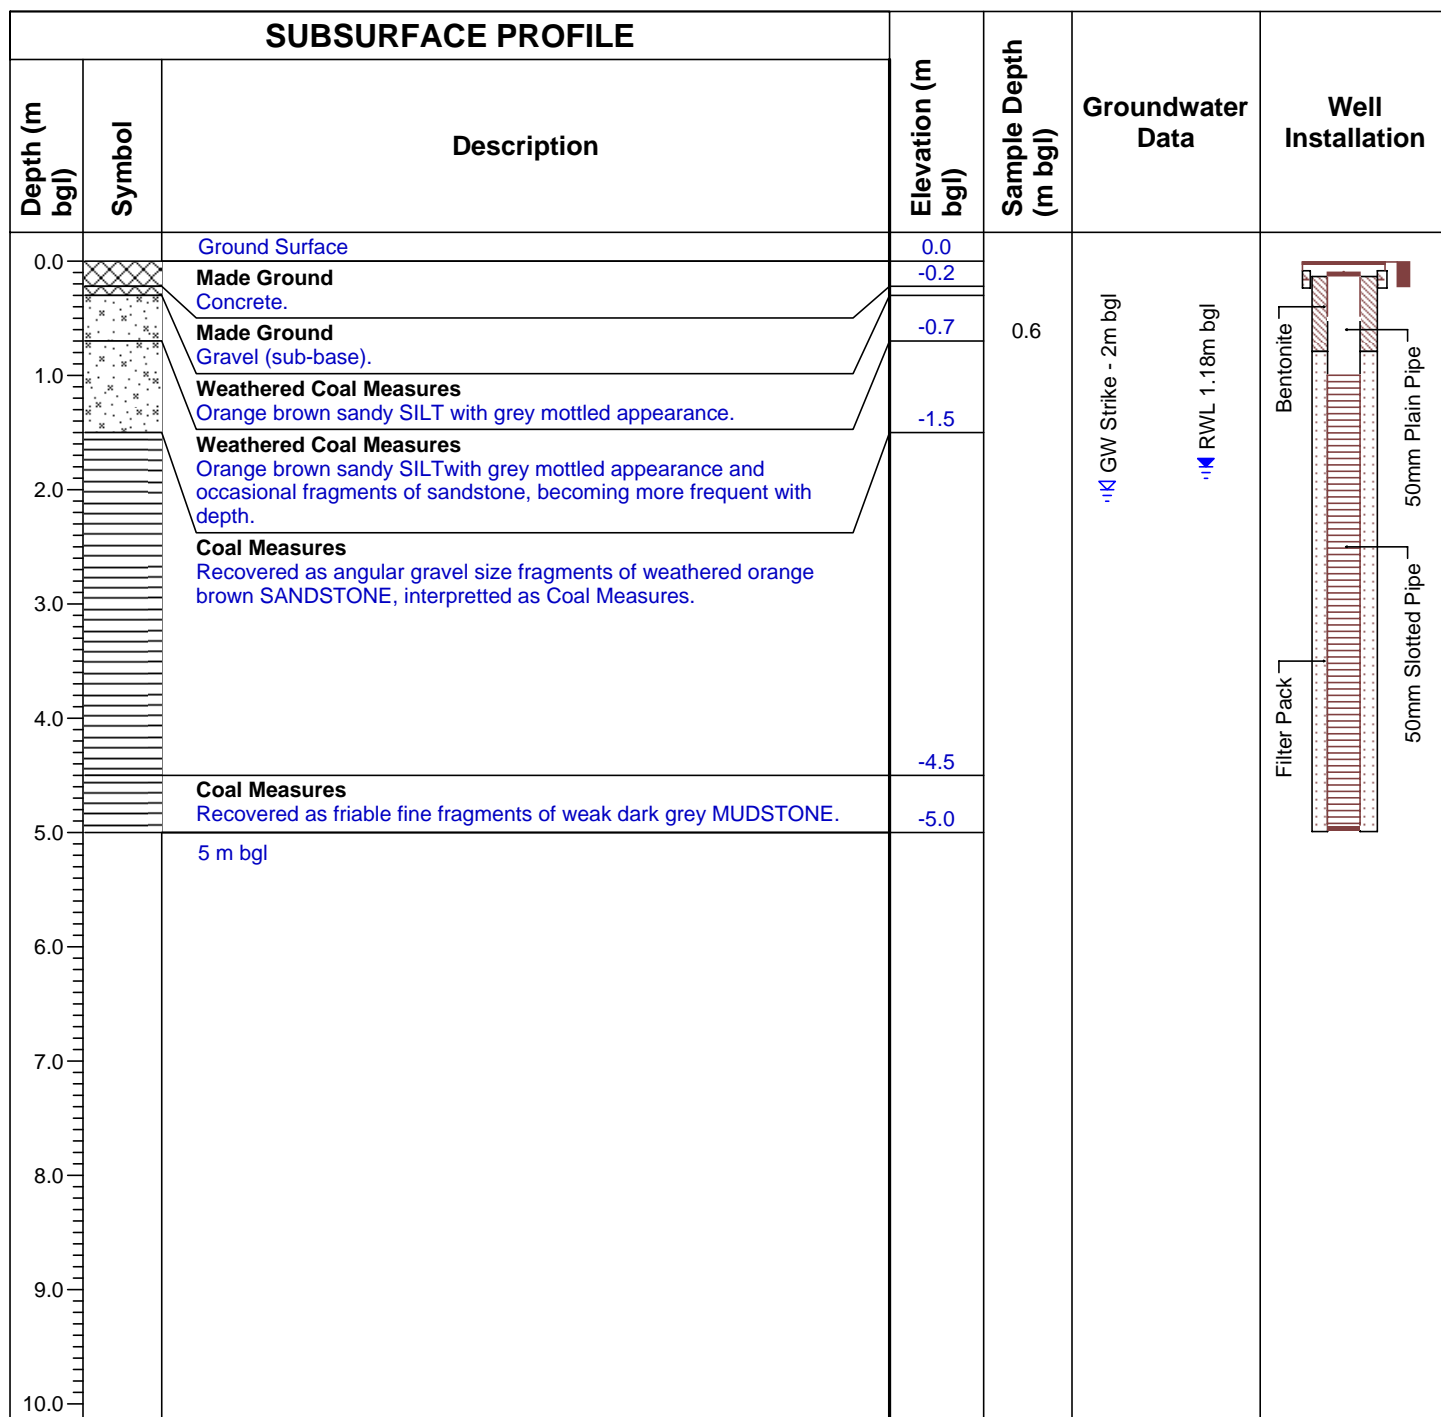 SUBSURFACE PROFILE
Depth (m
bgl)
Symbol
Description
Elevation (m
bgl)
Sample Depth
(m bgl)
Groundwater
Data
Well
Installation
Ground Surface
0.0
0.0
Made Ground
-0.2
Concrete.
Made Ground
-0.7
0.6
Gravel (sub-base).
1.0
Weathered Coal Measures
Orange brown sandy SILT with grey mottled appearance.
-1.5
Weathered Coal Measures
Orange brown sandy SILTwith grey mottled appearance and
occasional fragments of sandstone, becoming more frequent with
depth.
2.0
Coal Measures
Recovered as angular gravel size fragments of weathered orange
brown SANDSTONE, interpretted as Coal Measures.
3.0
4.0
-4.5
Coal Measures
Recovered as friable fine fragments of weak dark grey MUDSTONE.
-5.0
5.0
5 m bgl
6.0
7.0
8.0
9.0
10.0
GW Strike - 2m bgl
RWL 1.18m bgl
Bentonite
Filter Pack
50mm Plain Pipe
50mm Slotted Pipe